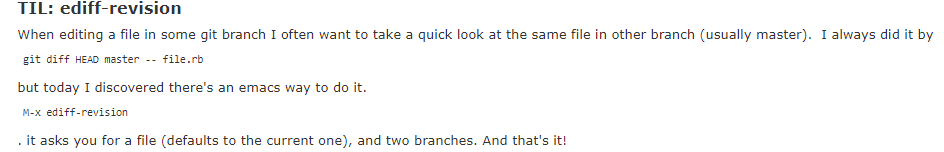 TIL: ediff-revision
When editing a file in some git branch I often want to take a quick look at the same file in other branch (usually master).  I always did it by
git diff HEAD master -- file.rb
but today I discovered there's an emacs way to do it.
M-x ediff-revision
. it asks you for a file (defaults to the current one), and two branches. And that's it!